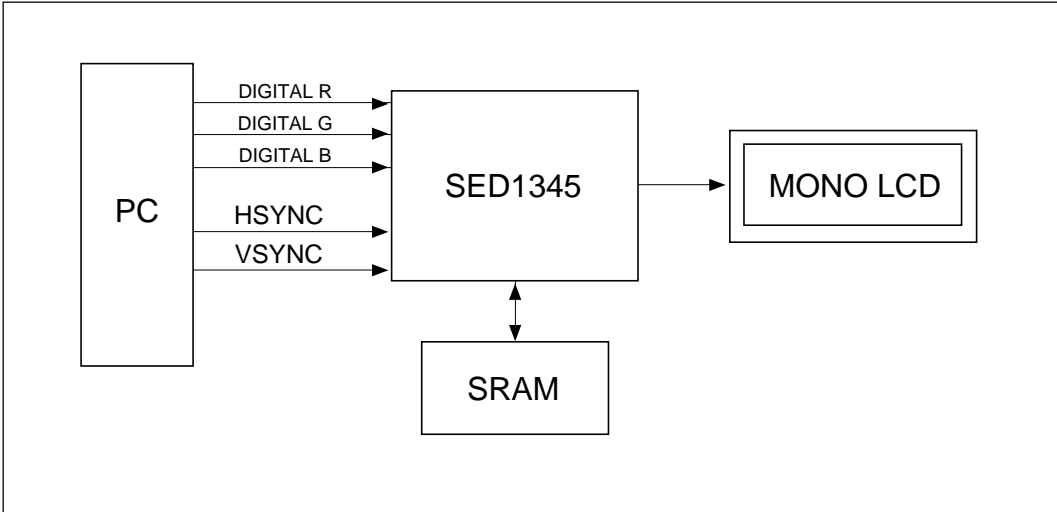 DIGITAL R
DIGITAL G
DIGITAL B
PC
HSYNC
VSYNC
SED1345
MONO LCD
SRAM